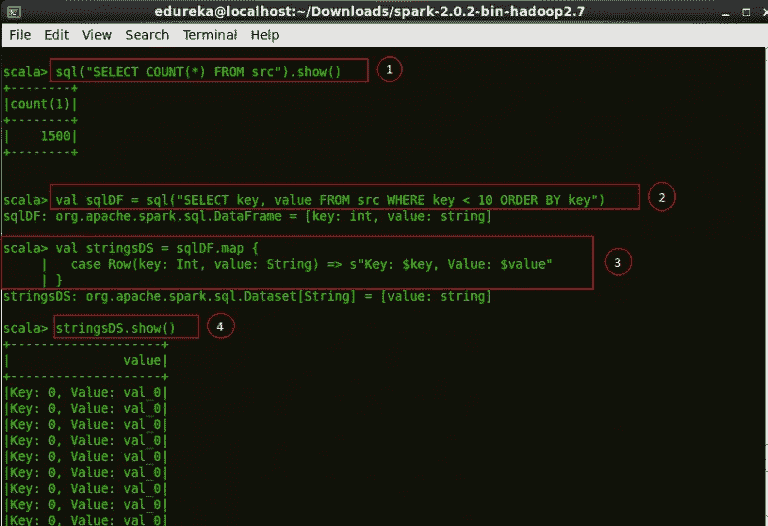 edureka@localhost:~/Downloads/spark-2.0.2-bin-hadoop2.7
File Edit View Search Terminal Help
scala> sql("SELECT COUNT(*) FROM src").show() 1
+--------+
|count(1)|
+--------+
|    1500|
+--------+
scala> val sqlDF = sql("SELECT key, value FROM src WHERE key < 10 ORDER BY key") 2
sqlDF: org.apache.spark.sql.DataFrame = [key: int, value: string]
scala> val stringsDS = sqlDF.map {
     |   case Row(key: Int, value: String) => s"Key: $key, Value: $value" 3
     | }
stringsDS: org.apache.spark.sql.Dataset[String] = [value: string]
scala> stringsDS.show() 4
+--------------------+
|               value|
+--------------------+
|Key: 0, Value: val_0|
|Key: 0, Value: val_0|
|Key: 0, Value: val_0|
|Key: 0, Value: val_0|
|Key: 0, Value: val_0|
|Key: 0, Value: val_0|
|Key: 0, Value: val_0|
|Key: 0, Value: val_0|
|Key: 0, Value: val_0|